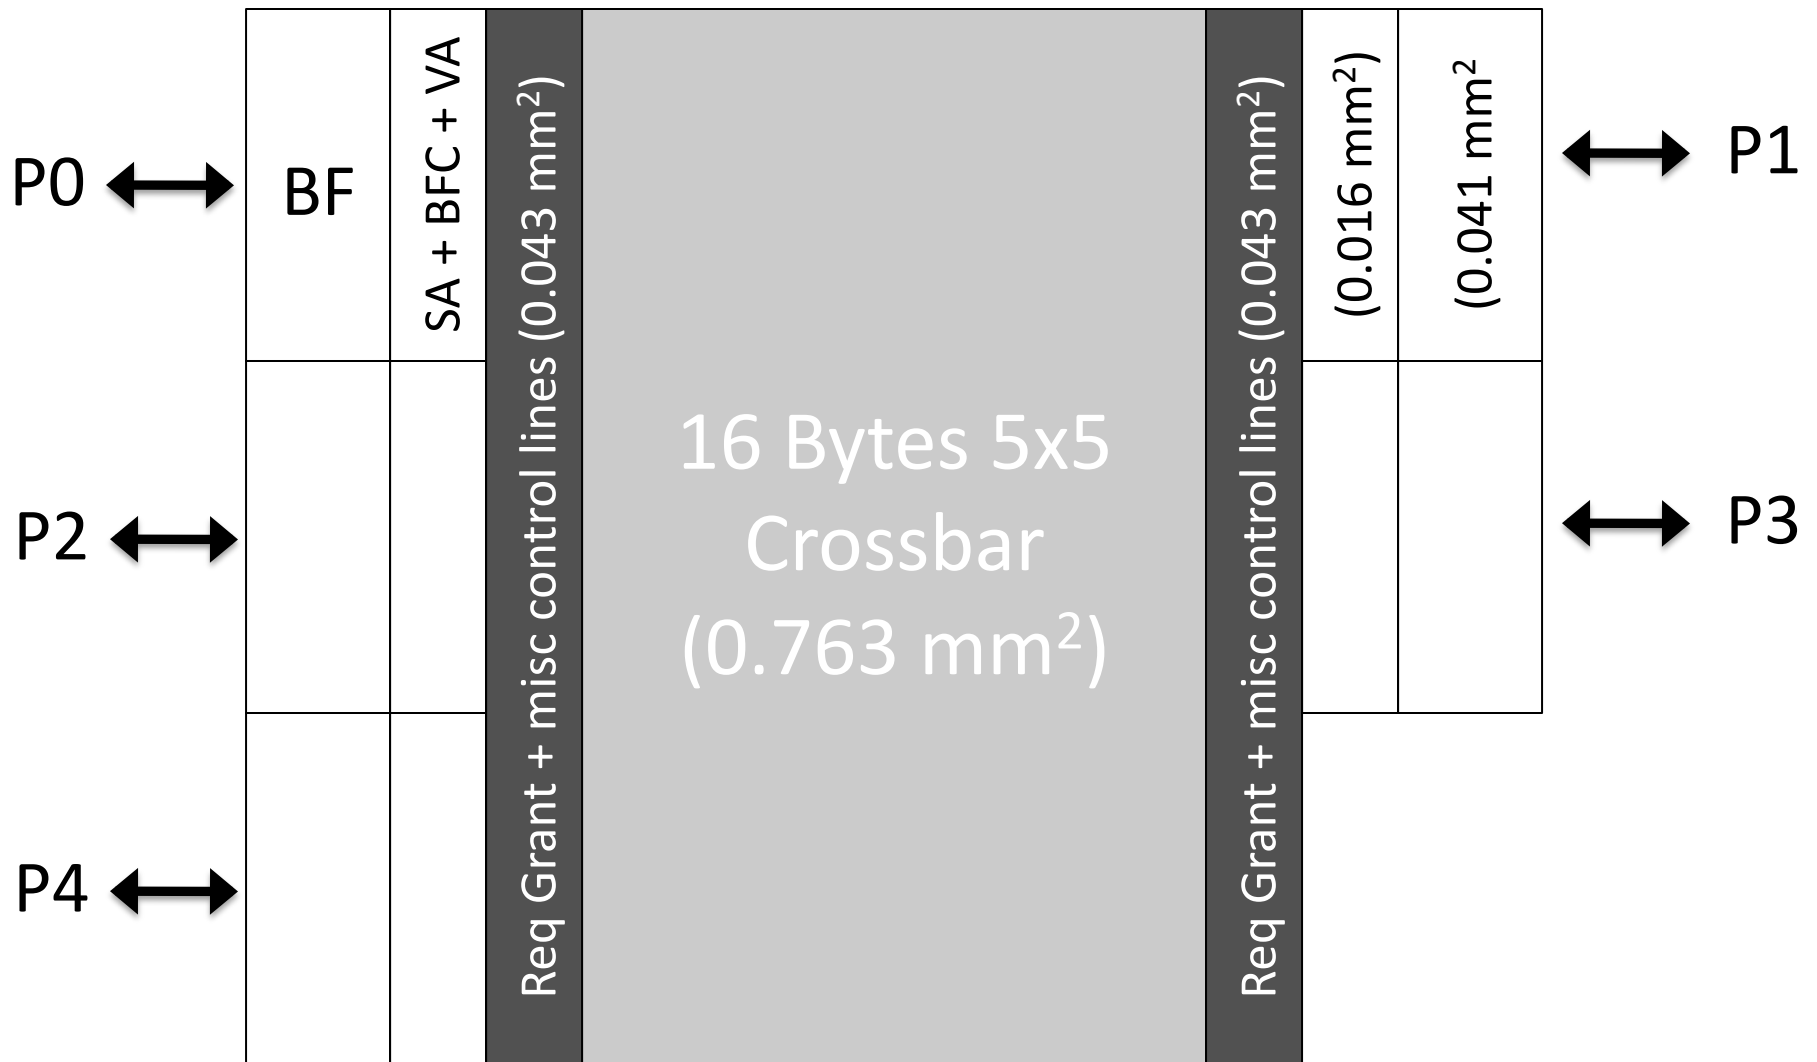 P0
BF
SA + BFC + VA
Req Grant + misc control lines (0.043 mm²)
16 Bytes 5x5
Crossbar
(0.763 mm²)
Req Grant + misc control lines (0.043 mm²)
(0.016 mm²)
(0.041 mm²
P1
P2
P3
P4